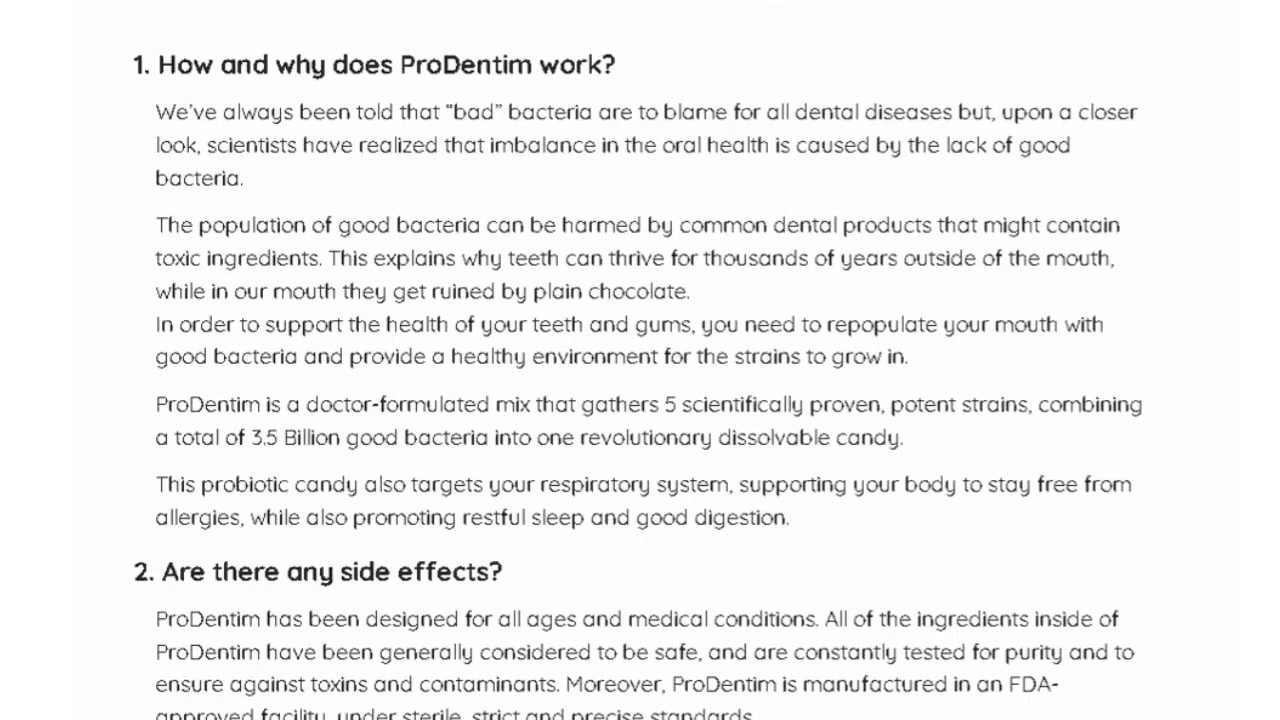 1. How and why does ProDentim work?
We've always been told that "bad" bacteria are to blame for all dental diseases but, upon a closer
look, scientists have realized that imbalance in the oral health is caused by the lack of good
bacteria.
The population of good bacteria can be harmed by common dental products that might contain
toxic ingredients. This explains why teeth can thrive for thousands of years outside of the mouth,
while in our mouth they get ruined by plain chocolate.
In order to support the health of your teeth and gums, you need to repopulate your mouth with
good bacteria and provide a healthy environment for the strains to grow in.
ProDentim is a doctor-formulated mix that gathers 5 scientifically proven, potent strains, combining
a total of 3.5 Billion good bacteria into one revolutionary dissolvable candy.
This probiotic candy also targets your respiratory system, supporting your body to stay free from
allergies, while also promoting restful sleep and good digestion.
2. Are there any side effects?
ProDentim has been designed for all ages and medical conditions. All of the ingredients inside of
ProDentim have been generally considered to be safe, and are constantly tested for purity and to
ensure against toxins and contaminants. Moreover, ProDentim is manufactured in an FDA-
approved facility, under sterile, strict and precise standards.